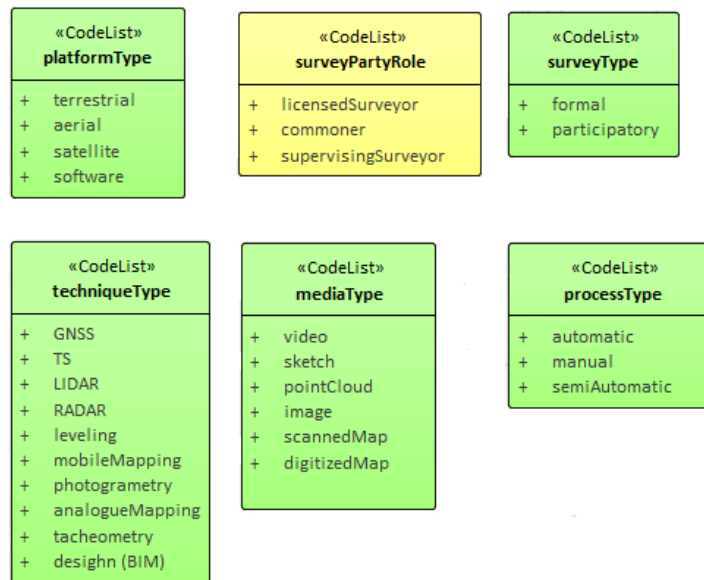 «CodeList»
platformType
+ terrestrial
+ aerial
+ satellite
+ software
«CodeList»
surveyPartyRole
+ licensedSurveyor
+ commoner
+ supervisingSurveyor
«CodeList»
surveyType
+ formal
+ participatory
«CodeList»
techniqueType
+ GNSS
+ TS
+ LIDAR
+ RADAR
+ leveling
+ mobileMapping
+ photogrametry
+ analogueMapping
+ tacheometry
+ desighn (BIM)
«CodeList»
mediaType
+ video
+ sketch
+ pointCloud
+ image
+ scannedMap
+ digitizedMap
«CodeList»
processType
+ automatic
+ manual
+ semiAutomatic